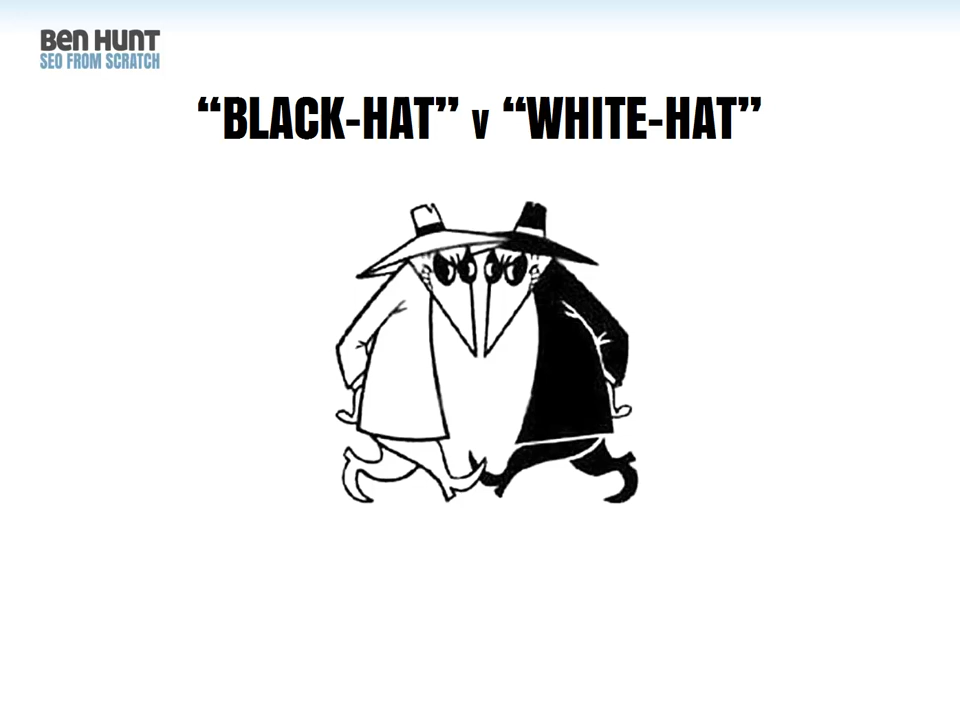 Ben Hunt
SEO FROM SCRATCH
“BLACK-HAT” v “WHITE-HAT”